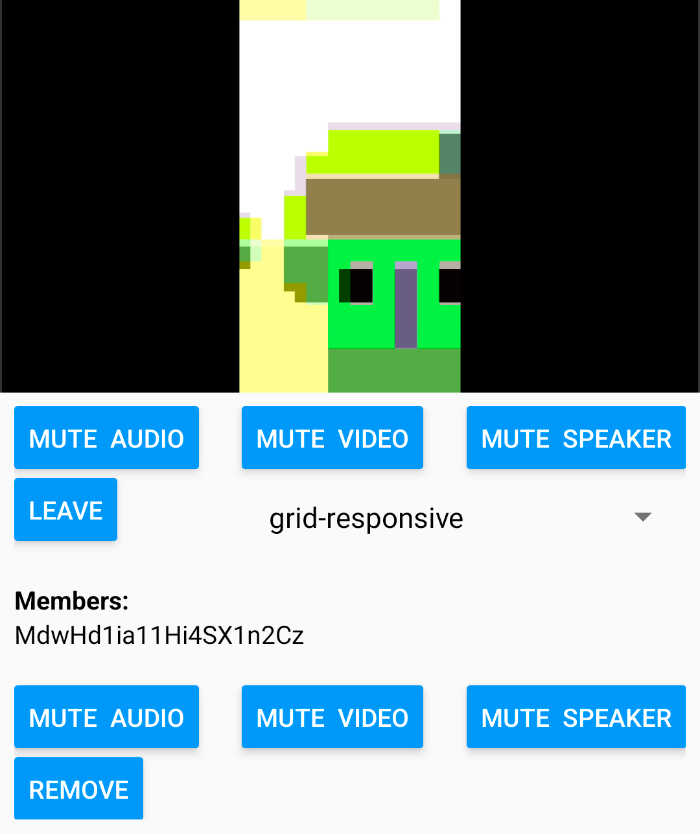 MUTE AUDIO MUTE VIDEO MUTE SPEAKER
LEAVE grid-responsive
Members:
MdwHd1ia11Hi4SX1n2Cz
MUTE AUDIO MUTE VIDEO MUTE SPEAKER
REMOVE